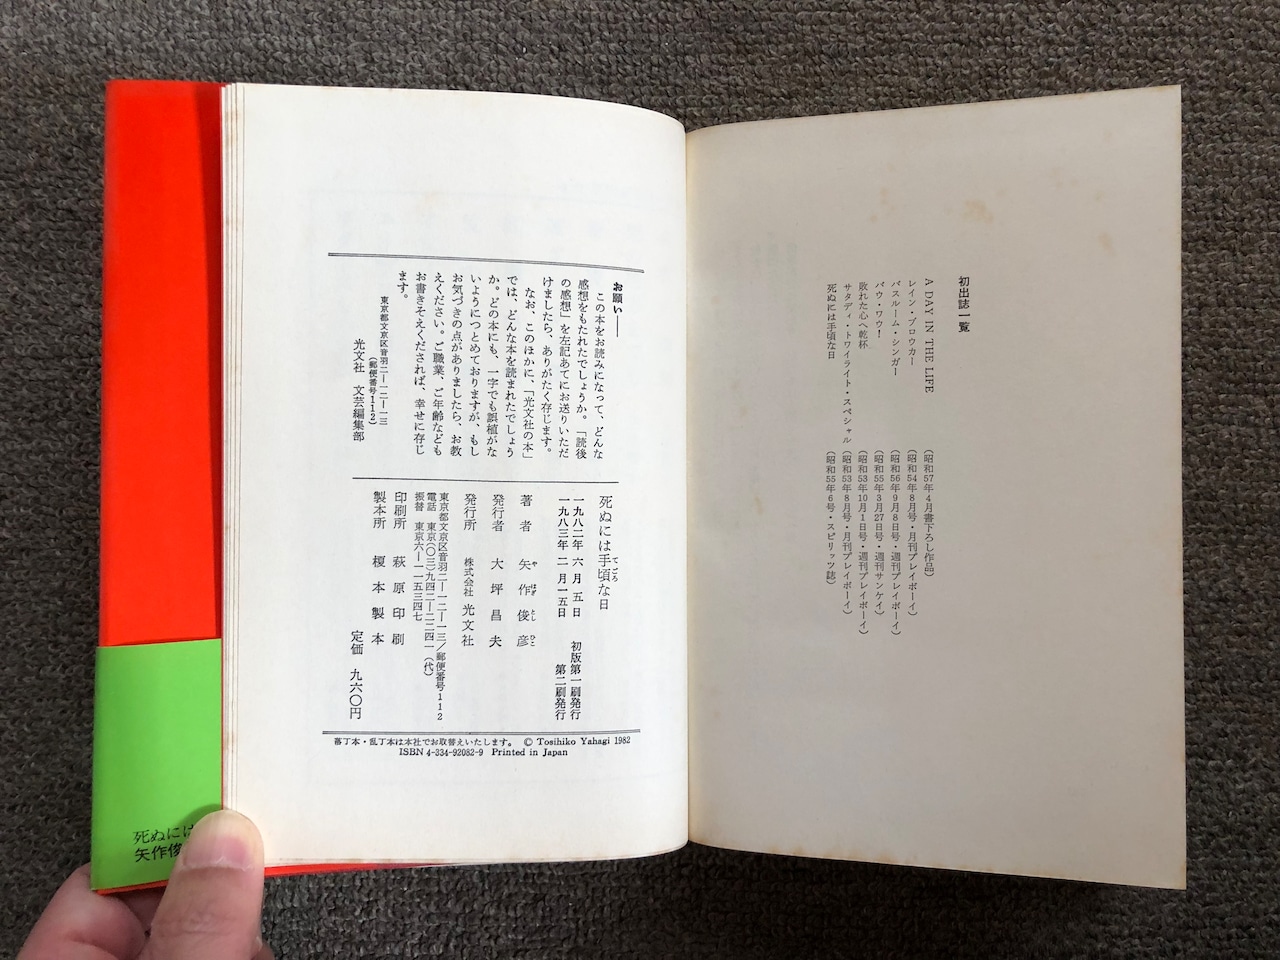 初出誌一覧
A DAY IN THE LIFE（昭和57年4月書下ろし作品）
レイン・ブロウカー（昭和54年8月号・月刊プレイボーイ）
バスルーム・シンガー（昭和56年9月8日号・週刊プレイボーイ）
バウ・ワウ！（昭和55年3月27日号・週刊サンケイ）
敗れた心へ乾杯（昭和53年10月1日号・週刊プレイボーイ）
サタディ・トワイライト・スペシャル（昭和53年8月号・月刊プレイボーイ）
死ぬには手頃な日（昭和55年6号・スピリッツ誌）
お願い——
この本をお読みになって、どんな
感想をもたれたでしょうか。「読後
の感想」を左記あてにお送りいただ
けましたら、ありがたく存じます。
なお、このほかに、「光文社の本」
では、どんな本を読まれたでしょう
か。どの本にも、一字でも誤植がな
いようにつとめておりますが、もし
お気づきの点がありましたら、お教
えください。ご職業、ご年齢なども
お書きそえくだされば、幸せに存じ
ます。
東京都文京区音羽二—一二—一三
（郵便番号112）
光文社　文芸編集部
死ぬには手頃な日
てごろ
一九八二年　六月　五日　初版第一刷発行
一九八三年　二月一五日　第二刷発行
著者　矢作俊彦
やはぎとしひこ
発行者　大坪昌夫
発行所　株式会社　光文社
東京都文京区音羽二—一二—一三／郵便番号112
電話　東京（〇三）九四二—二二四一（代）
振替　東京六—一一五三四七
印刷所　萩原印刷
製本所　榎本製本
定価　九六〇円
落丁本・乱丁本は本社でお取替えいたします。　© Tosihiko Yahagi 1982
ISBN 4-334-92082-9　Printed in Japan
死ぬには
矢作俊